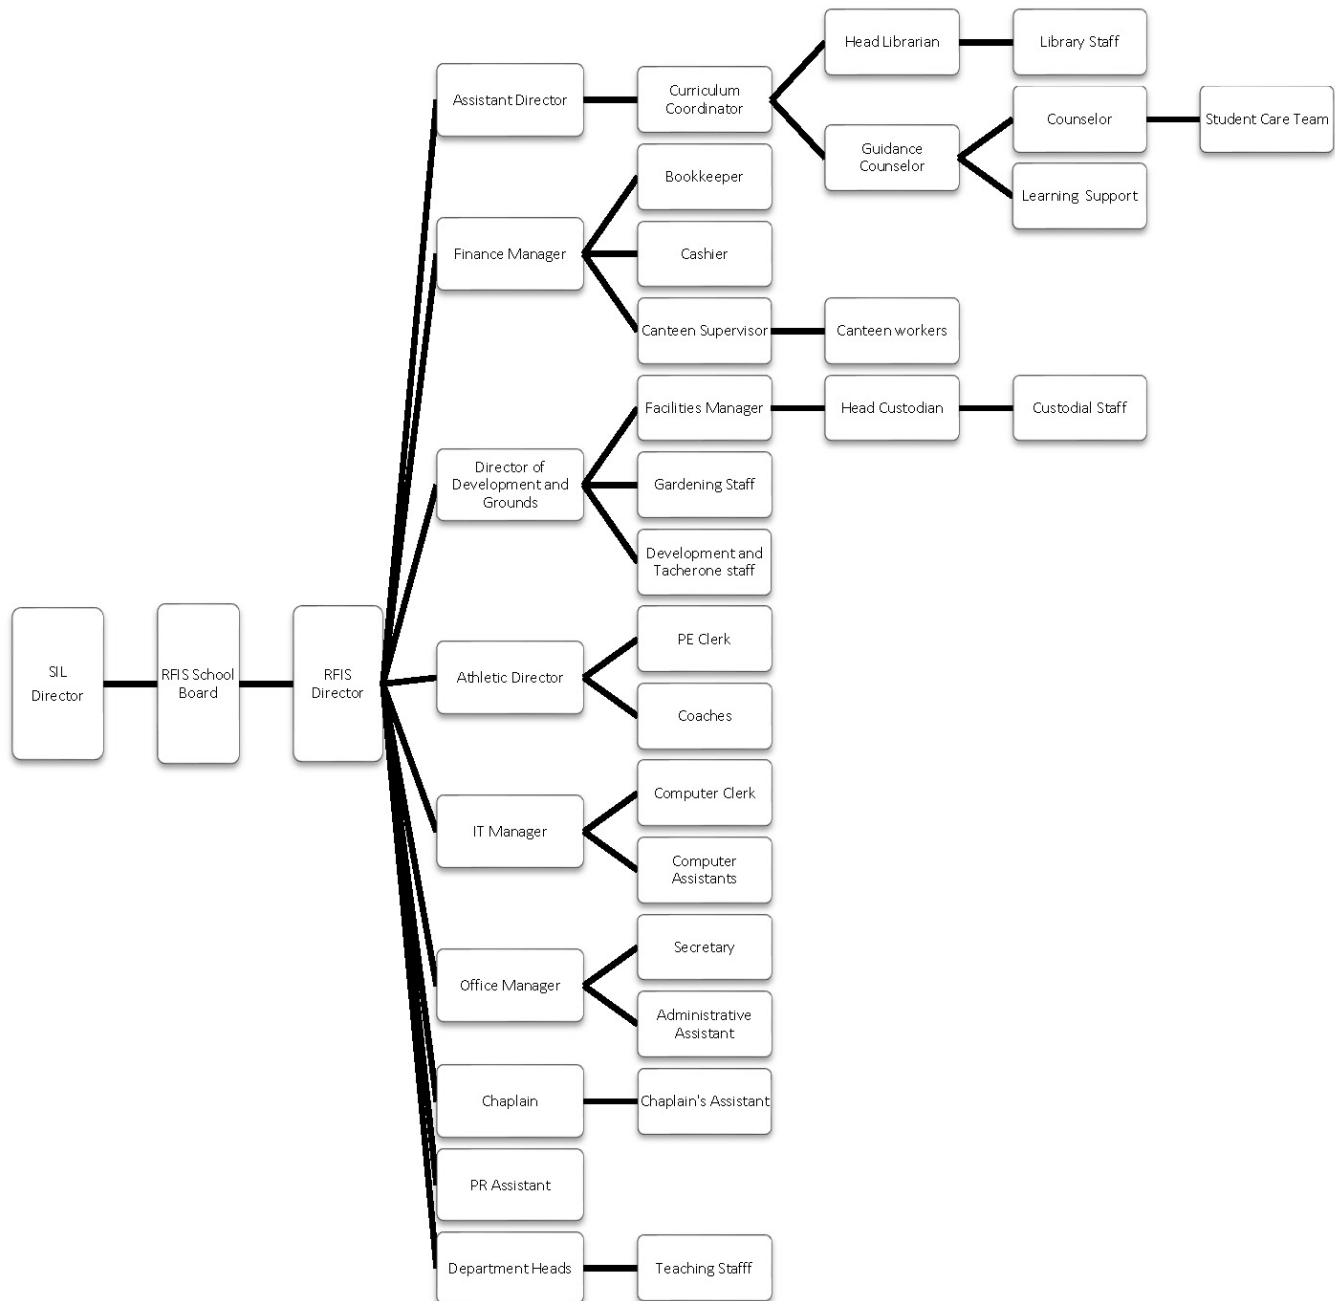 Head Librarian
Library Staff
Assistant Director
Curriculum
Coordinator
Counselor
Student Care Team
Guidance
Counselor
Learning Support
Bookkeeper
Finance Manager
Cashier
Canteen Supervisor
Canteen workers
Facilities Manager
Head Custodian
Custodial Staff
Director of
Development and
Grounds
Gardening Staff
Development and
Tacherone staff
SIL
Director
RFIS School
Board
RFIS
Director
Athletic Director
PE Clerk
Coaches
IT Manager
Computer Clerk
Computer
Assistants
Office Manager
Secretary
Administrative
Assistant
Chaplain
Chaplain's Assistant
PR Assistant
Department Heads
Teaching Stafff